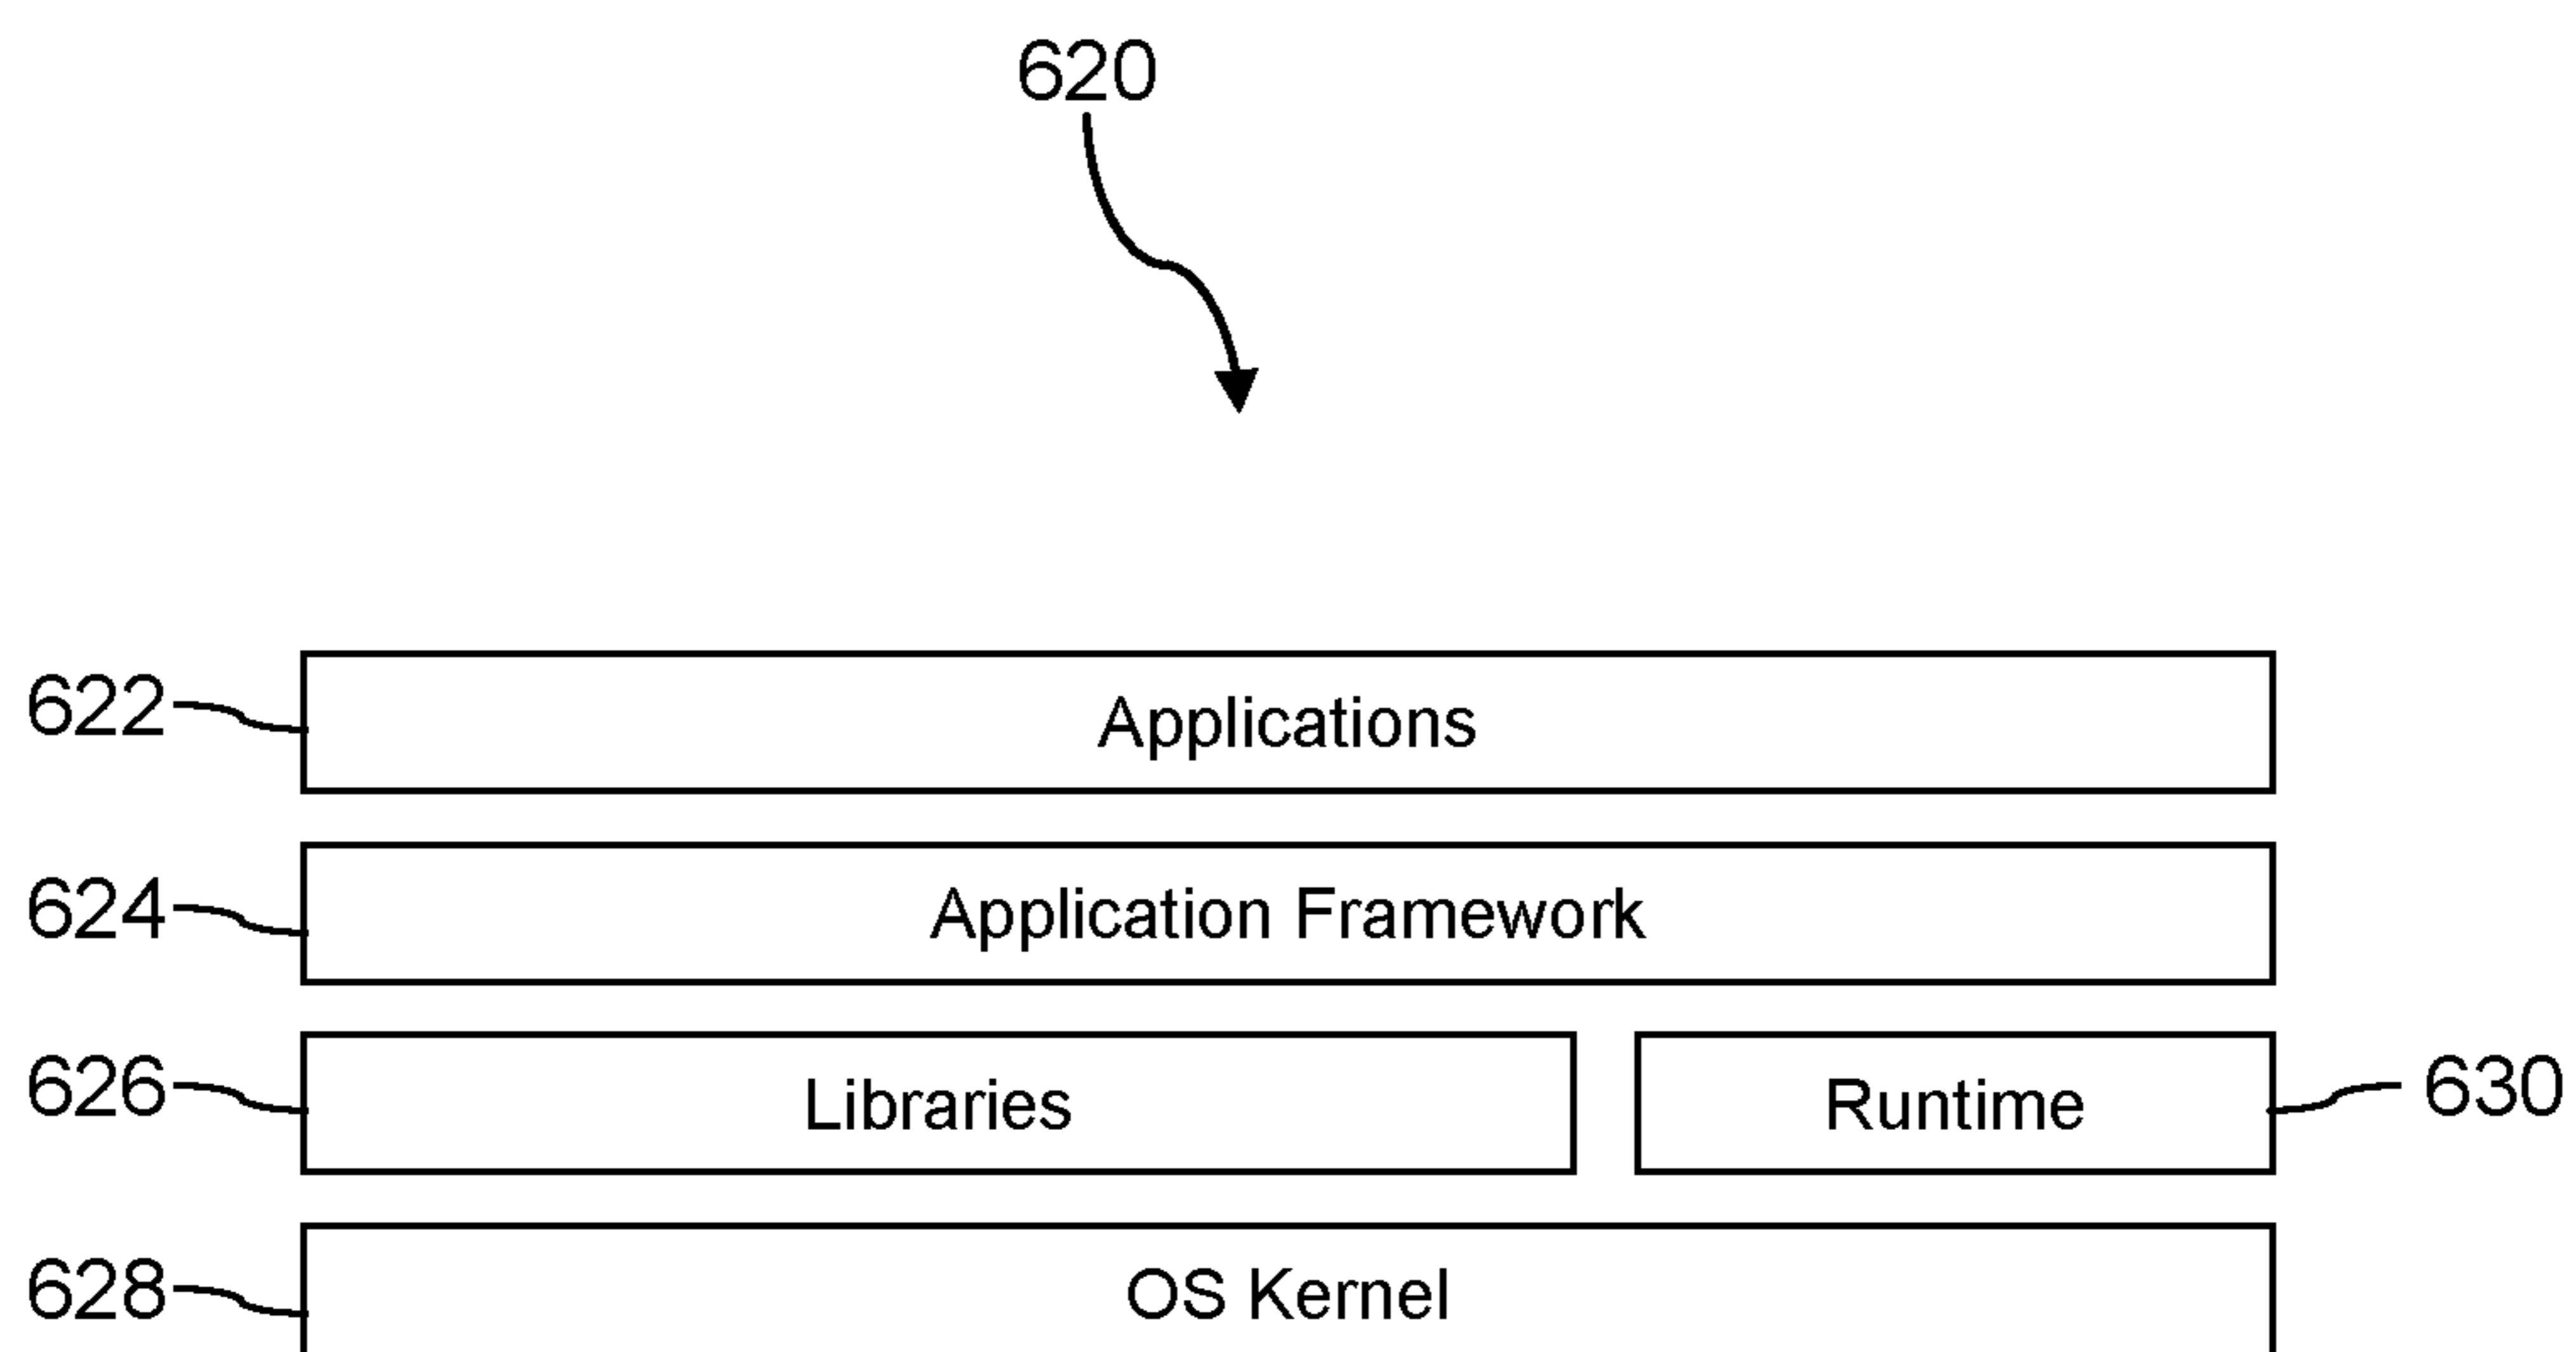 620
622 Applications
624 Application Framework
626 Libraries Runtime 630
628 OS Kernel